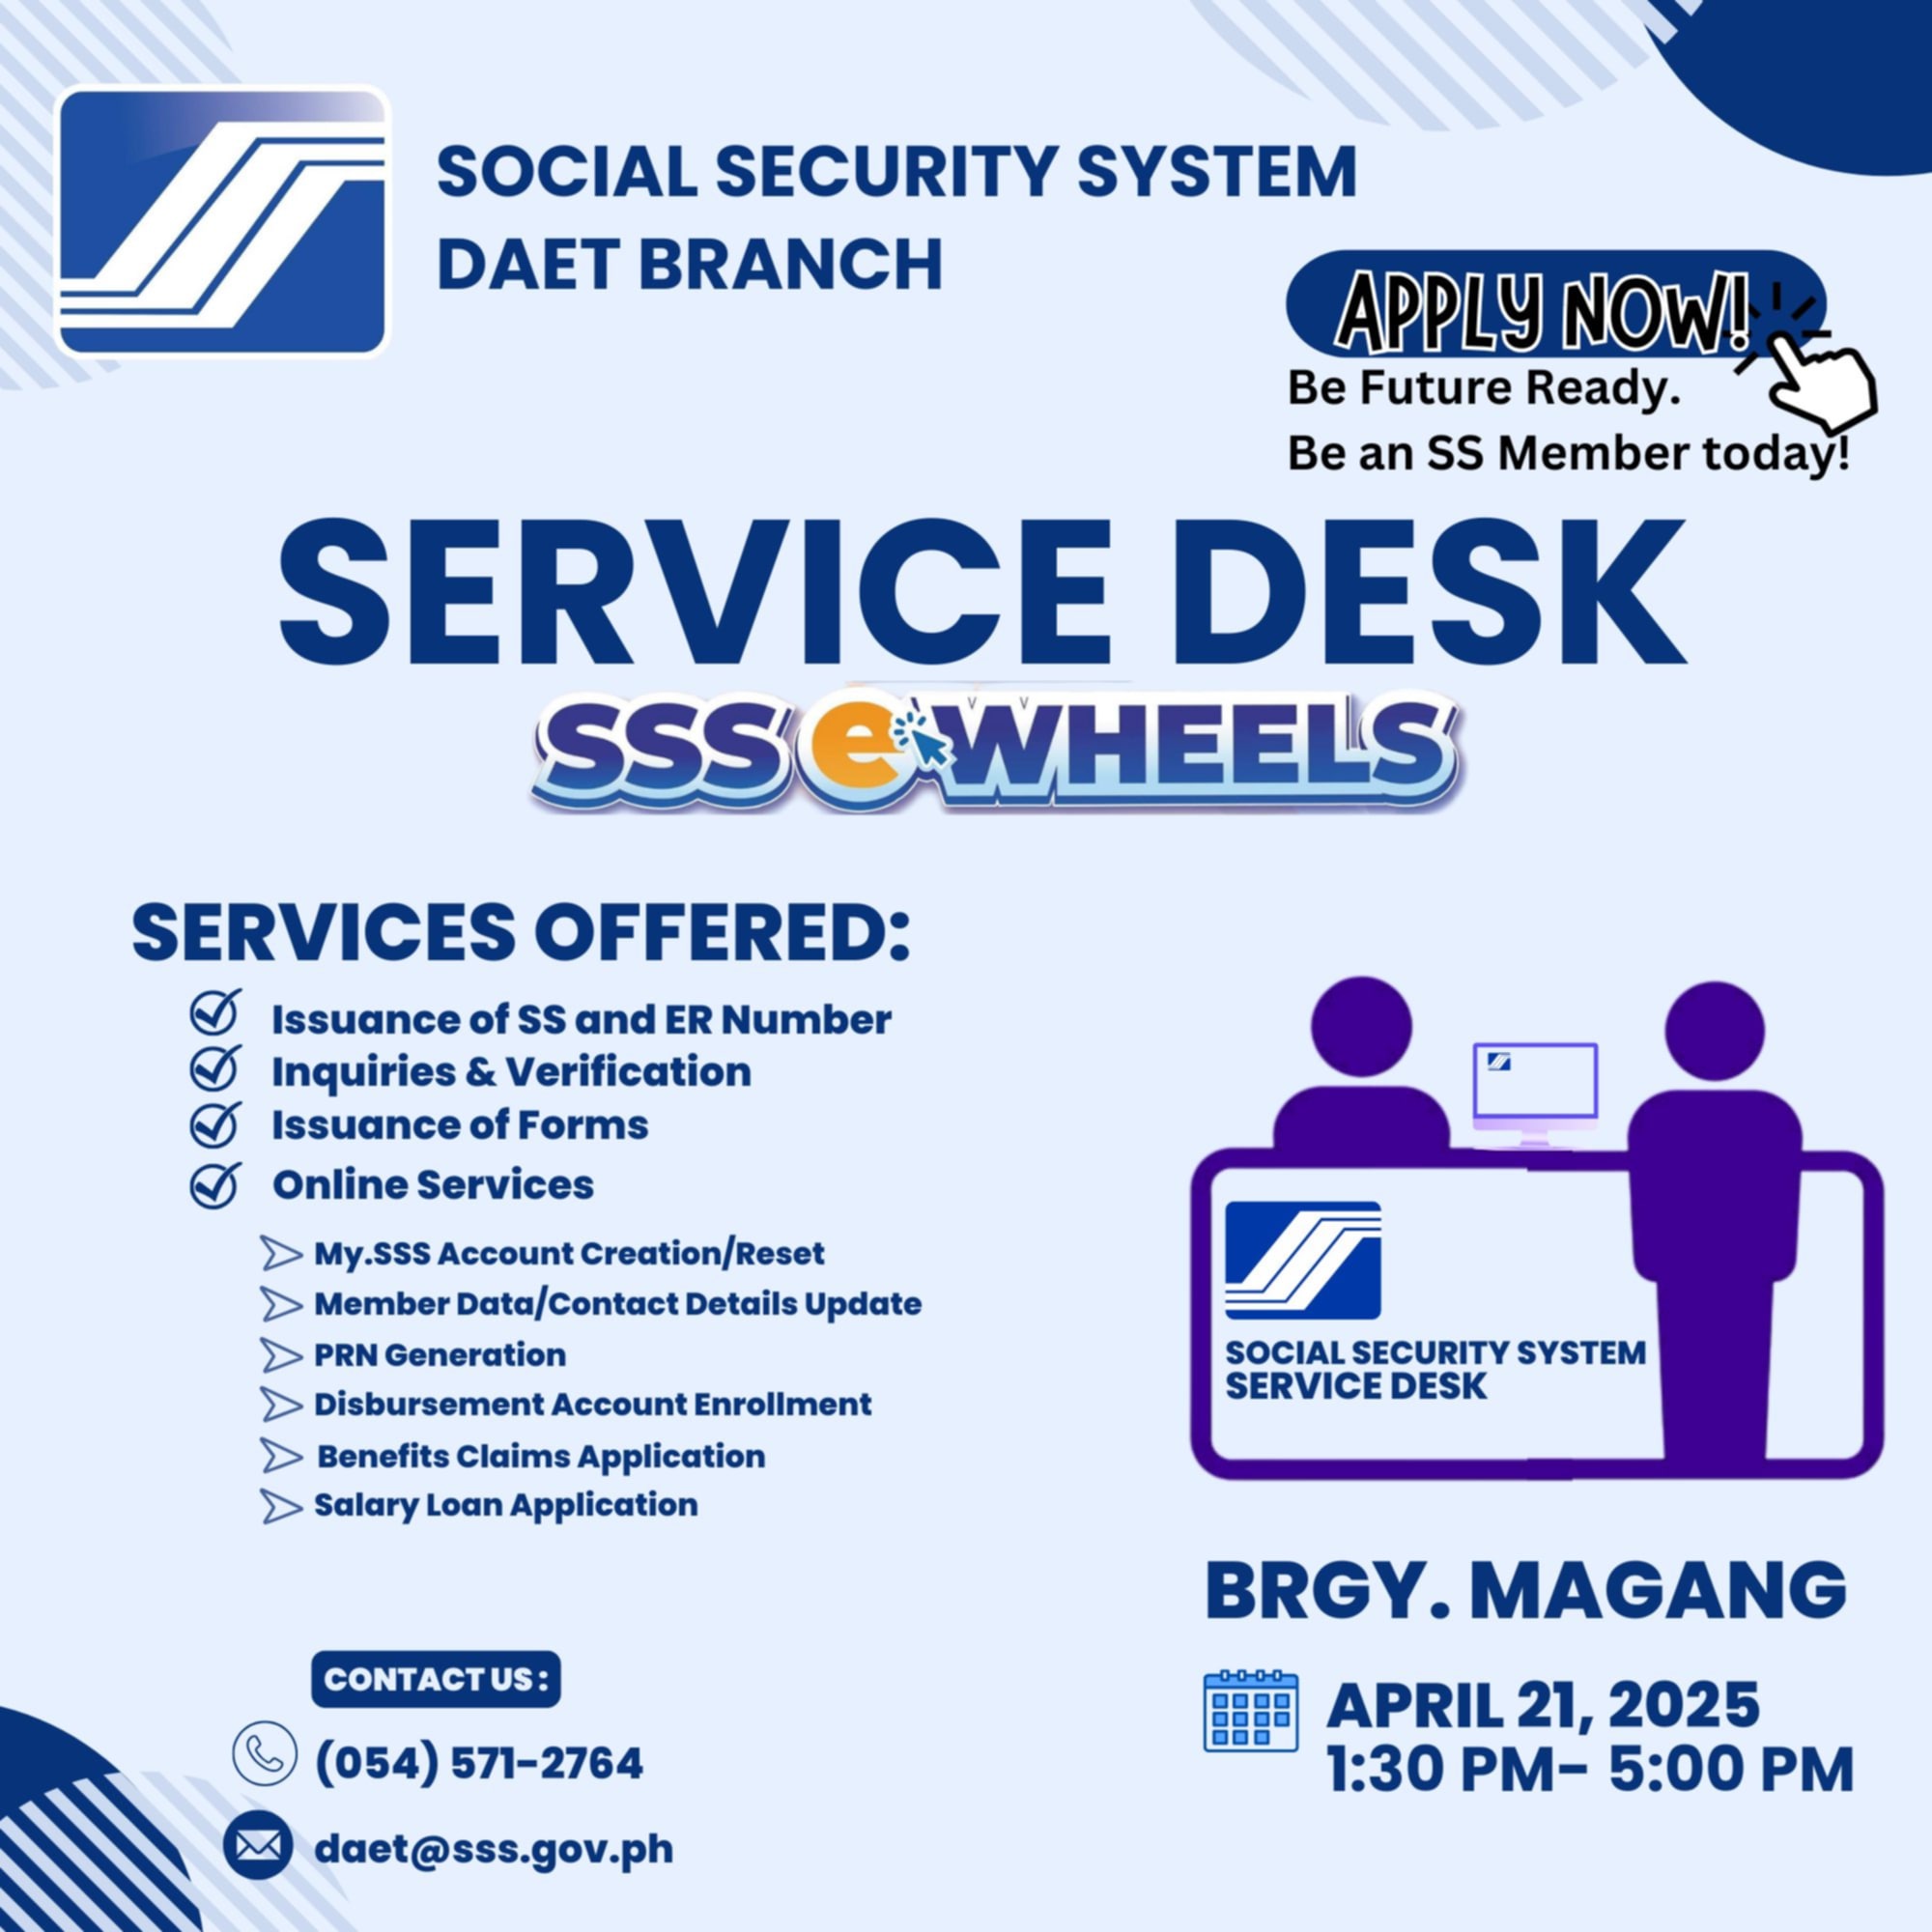 SOCIAL SECURITY SYSTEM
DAET BRANCH
APPLY NOW!
Be Future Ready.
Be an SS Member today!
SERVICE DESK
SSS e WHEELS
SERVICES OFFERED:
Issuance of SS and ER Number
Inquiries & Verification
Issuance of Forms
Online Services
My.SSS Account Creation/Reset
Member Data/Contact Details Update
PRN Generation
Disbursement Account Enrollment
Benefits Claims Application
Salary Loan Application
SOCIAL SECURITY SYSTEM
SERVICE DESK
BRGY. MAGANG
APRIL 21, 2025
1:30 PM- 5:00 PM
CONTACT US :
(054) 571-2764
daet@sss.gov.ph